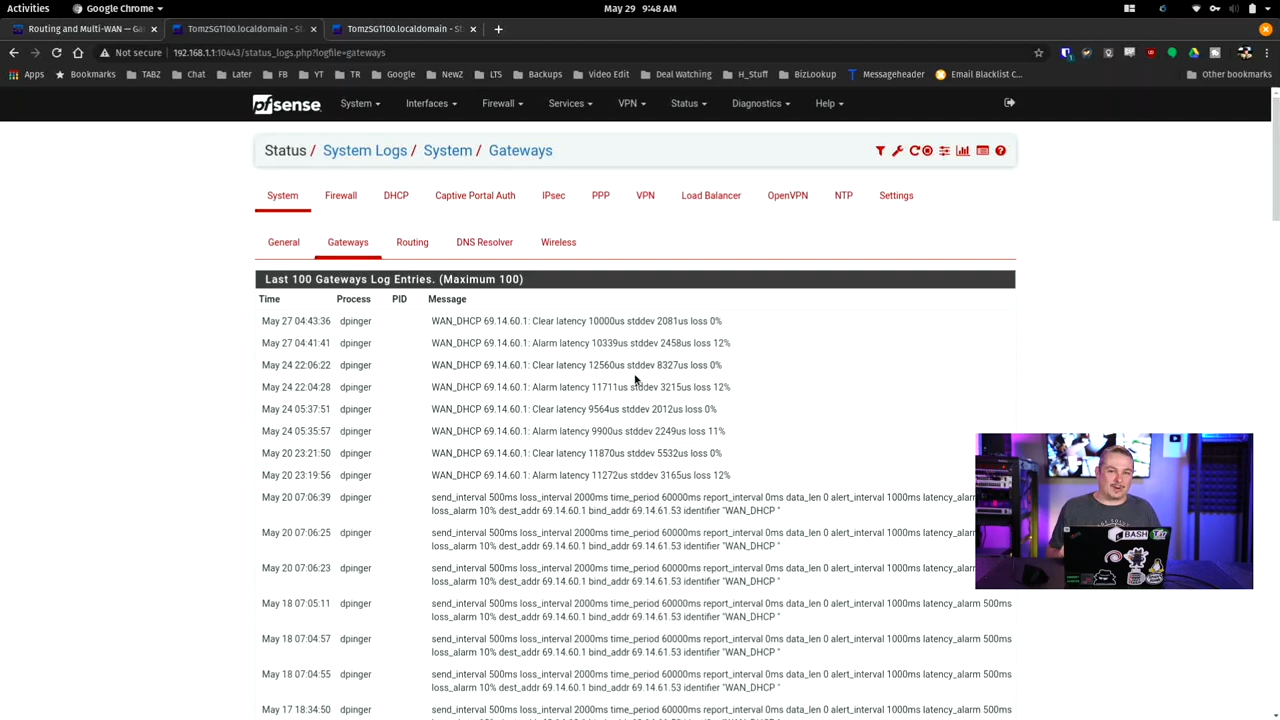 Activities
Google Chrome
May 29 9:48 AM
Routing and Multi-WAN — Ga
TomzSG1100.localdomain - St
TomzSG1100.localdomain - St
Not secure 192.168.1.1:10443/status_logs.php?logfile=gateways
Apps Bookmarks TABZ Chat Later FB YT TR Google NewZ LTS Backups Video Edit Deal Watching H_Stuff BizLookup Messageheader Email Blacklist C... Other bookmarks
pfsense System Interfaces Firewall Services VPN Status Diagnostics Help
Status / System Logs / System / Gateways
System Firewall DHCP Captive Portal Auth IPsec PPP VPN Load Balancer OpenVPN NTP Settings
General Gateways Routing DNS Resolver Wireless
Last 100 Gateways Log Entries. (Maximum 100)
Time Process PID Message
May 27 04:43:36 dpinger WAN_DHCP 69.14.60.1: Clear latency 10000us stddev 2081us loss 0%
May 27 04:41:41 dpinger WAN_DHCP 69.14.60.1: Alarm latency 10339us stddev 2458us loss 12%
May 24 22:06:22 dpinger WAN_DHCP 69.14.60.1: Clear latency 12560us stddev 8327us loss 0%
May 24 22:04:28 dpinger WAN_DHCP 69.14.60.1: Alarm latency 11711us stddev 3215us loss 12%
May 24 05:37:51 dpinger WAN_DHCP 69.14.60.1: Clear latency 9564us stddev 2012us loss 0%
May 24 05:35:57 dpinger WAN_DHCP 69.14.60.1: Alarm latency 9900us stddev 2249us loss 11%
May 20 23:21:50 dpinger WAN_DHCP 69.14.60.1: Clear latency 11870us stddev 5532us loss 0%
May 20 23:19:56 dpinger WAN_DHCP 69.14.60.1: Alarm latency 11272us stddev 3165us loss 12%
May 20 07:06:39 dpinger send_interval 500ms loss_interval 2000ms time_period 60000ms report_interval 0ms data_len 0 alert_interval 1000ms latency_alarm
loss_alarm 10% dest_addr 69.14.60.1 bind_addr 69.14.61.53 identifier "WAN_DHCP "
May 20 07:06:25 dpinger send_interval 500ms loss_interval 2000ms time_period 60000ms report_interval 0ms data_len 0 alert_interval 1000ms latency_alarm
loss_alarm 10% dest_addr 69.14.60.1 bind_addr 69.14.61.53 identifier "WAN_DHCP "
May 20 07:06:23 dpinger send_interval 500ms loss_interval 2000ms time_period 60000ms report_interval 0ms data_len 0 alert_interval 1000ms latency_alarm
loss_alarm 10% dest_addr 69.14.60.1 bind_addr 69.14.61.53 identifier "WAN_DHCP "
May 18 07:05:11 dpinger send_interval 500ms loss_interval 2000ms time_period 60000ms report_interval 0ms data_len 0 alert_interval 1000ms latency_alarm 500ms
loss_alarm 10% dest_addr 69.14.60.1 bind_addr 69.14.61.53 identifier "WAN_DHCP "
May 18 07:04:57 dpinger send_interval 500ms loss_interval 2000ms time_period 60000ms report_interval 0ms data_len 0 alert_interval 1000ms latency_alarm 500ms
loss_alarm 10% dest_addr 69.14.60.1 bind_addr 69.14.61.53 identifier "WAN_DHCP "
May 18 07:04:55 dpinger send_interval 500ms loss_interval 2000ms time_period 60000ms report_interval 0ms data_len 0 alert_interval 1000ms latency_alarm 500ms
loss_alarm 10% dest_addr 69.14.60.1 bind_addr 69.14.61.53 identifier "WAN_DHCP "
May 17 18:34:50 dpinger send_interval 500ms loss_interval 2000ms time_period 60000ms report_interval 0ms data_len 0 alert_interval 1000ms latency_alarm 500ms
BASH